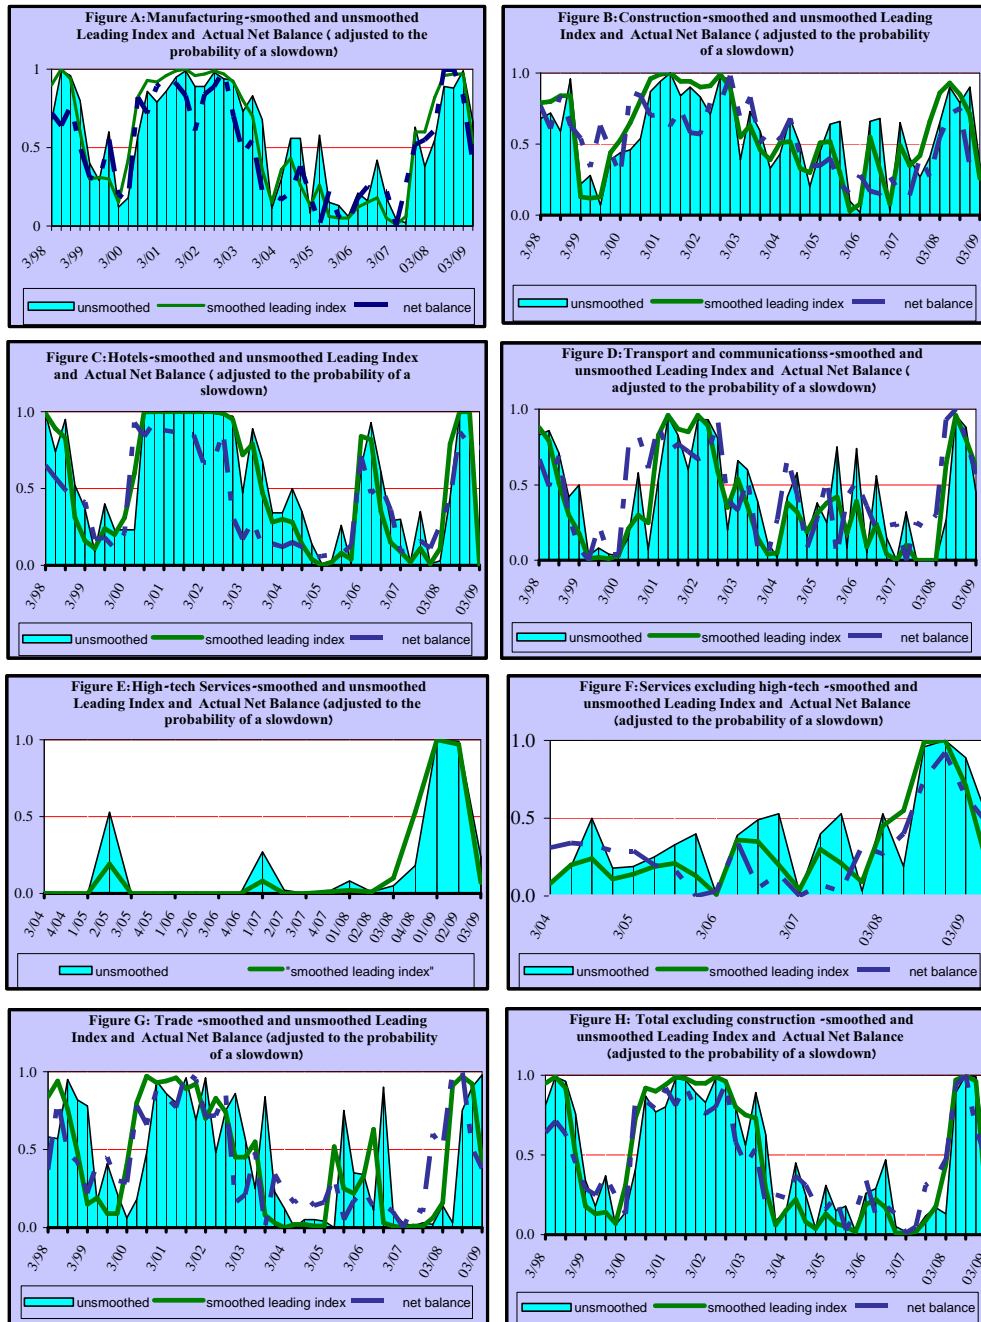 Figure A:Manufacturing-smoothed and unsmoothed
Leading Index and Actual Net Balance ( adjusted to the
probability of a slowdown)
1
0.5
0
3/98
3/99
3/00
3/01
3/02
3/03
3/04
3/05
3/06
3/07
03/08
03/09
unsmoothed
smoothed leading index
net balance
Figure B:Construction-smoothed and unsmoothed Leading
Index and Actual Net Balance ( adjusted to the probability
of a slowdown)
1.0
0.5
0.0
3/98
3/99
3/00
3/01
3/02
3/03
3/04
3/05
3/06
3/07
03/08
03/09
unsmoothed
smoothed leading index
net balance
Figure C:Hotels-smoothed and unsmoothed Leading Index
and Actual Net Balance ( adjusted to the probability of a
slowdown)
1.0
0.5
0.0
3/98
3/99
3/00
3/01
3/02
3/03
3/04
3/05
3/06
3/07
03/08
03/09
unsmoothed
smoothed leading index
net balance
Figure D:Transport and communicationss-smoothed and
unsmoothed Leading Index and Actual Net Balance (
adjusted to the probability of a slowdown)
1.0
0.5
0.0
3/98
3/99
3/00
3/01
3/02
3/03
3/04
3/05
3/06
3/07
03/08
03/09
unsmoothed
smoothed leading index
net balance
Figure E:High-tech Services-smoothed and unsmoothed
Leading Index and Actual Net Balance (adjusted to the
probability of a slowdown)
1.0
0.5
0.0
3/04
4/04
1/05
2/05
3/05
4/05
1/06
2/06
3/06
4/06
1/07
2/07
3/07
4/07
01/08
02/08
03/08
04/08
01/09
02/09
03/09
unsmoothed
"smoothed leading index"
Figure F:Services excluding high-tech -smoothed and
unsmoothed Leading Index and Actual Net Balance
(adjusted to the probability of a slowdown)
1.0
0.5
0.0
3/04
3/05
3/06
3/07
03/08
03/09
unsmoothed
smoothed leading index
net balance
Figure G: Trade -smoothed and unsmoothed Leading
Index and Actual Net Balance (adjusted to the probability
of a slowdown)
1.0
0.5
0.0
3/98
3/99
3/00
3/01
3/02
3/03
3/04
3/05
3/06
3/07
03/08
03/09
unsmoothed
smoothed leading index
net balance
Figure H: Total excluding construction -smoothed and
unsmoothed Leading Index and Actual Net Balance
(adjusted to the probability of a slowdown)
1.0
0.5
0.0
3/98
3/99
3/00
3/01
3/02
3/03
3/04
3/05
3/06
3/07
03/08
03/09
unsmoothed
smoothed leading index
net balance